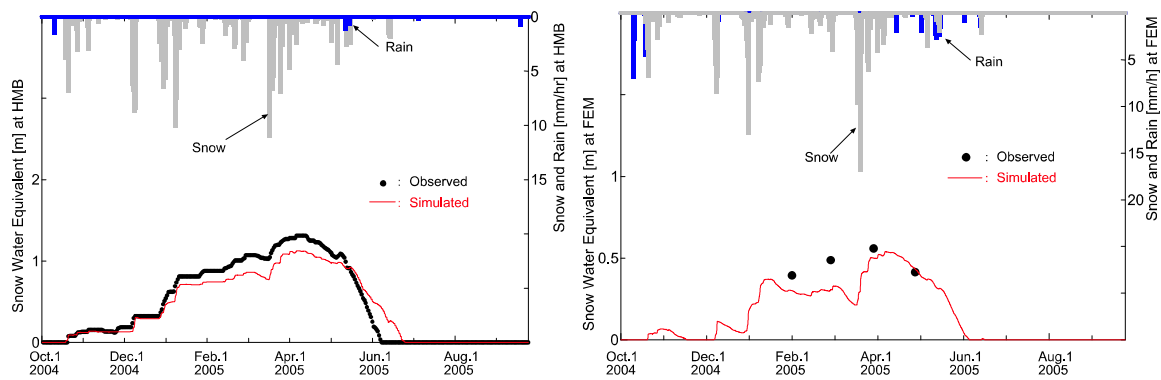 Snow Water Equivalent [m] at HMB
2
1
0
0
5
10
15
Snow and Rain [mm/hr] at HMB
Rain
Snow
● : Observed
— : Simulated
Oct.1 Dec.1 Feb.1 Apr.1 Jun.1 Aug.1
2004 2004 2005 2005 2005 2005
Snow Water Equivalent [m] at FEM
1
0.5
0
5
10
15
20
Snow and Rain [mm/h] at FEM
Rain
Snow
● : Observed
— : Simulated
Oct.1 Dec.1 Feb.1 Apr.1 Jun.1 Aug.1
2004 2004 2005 2005 2005 2005